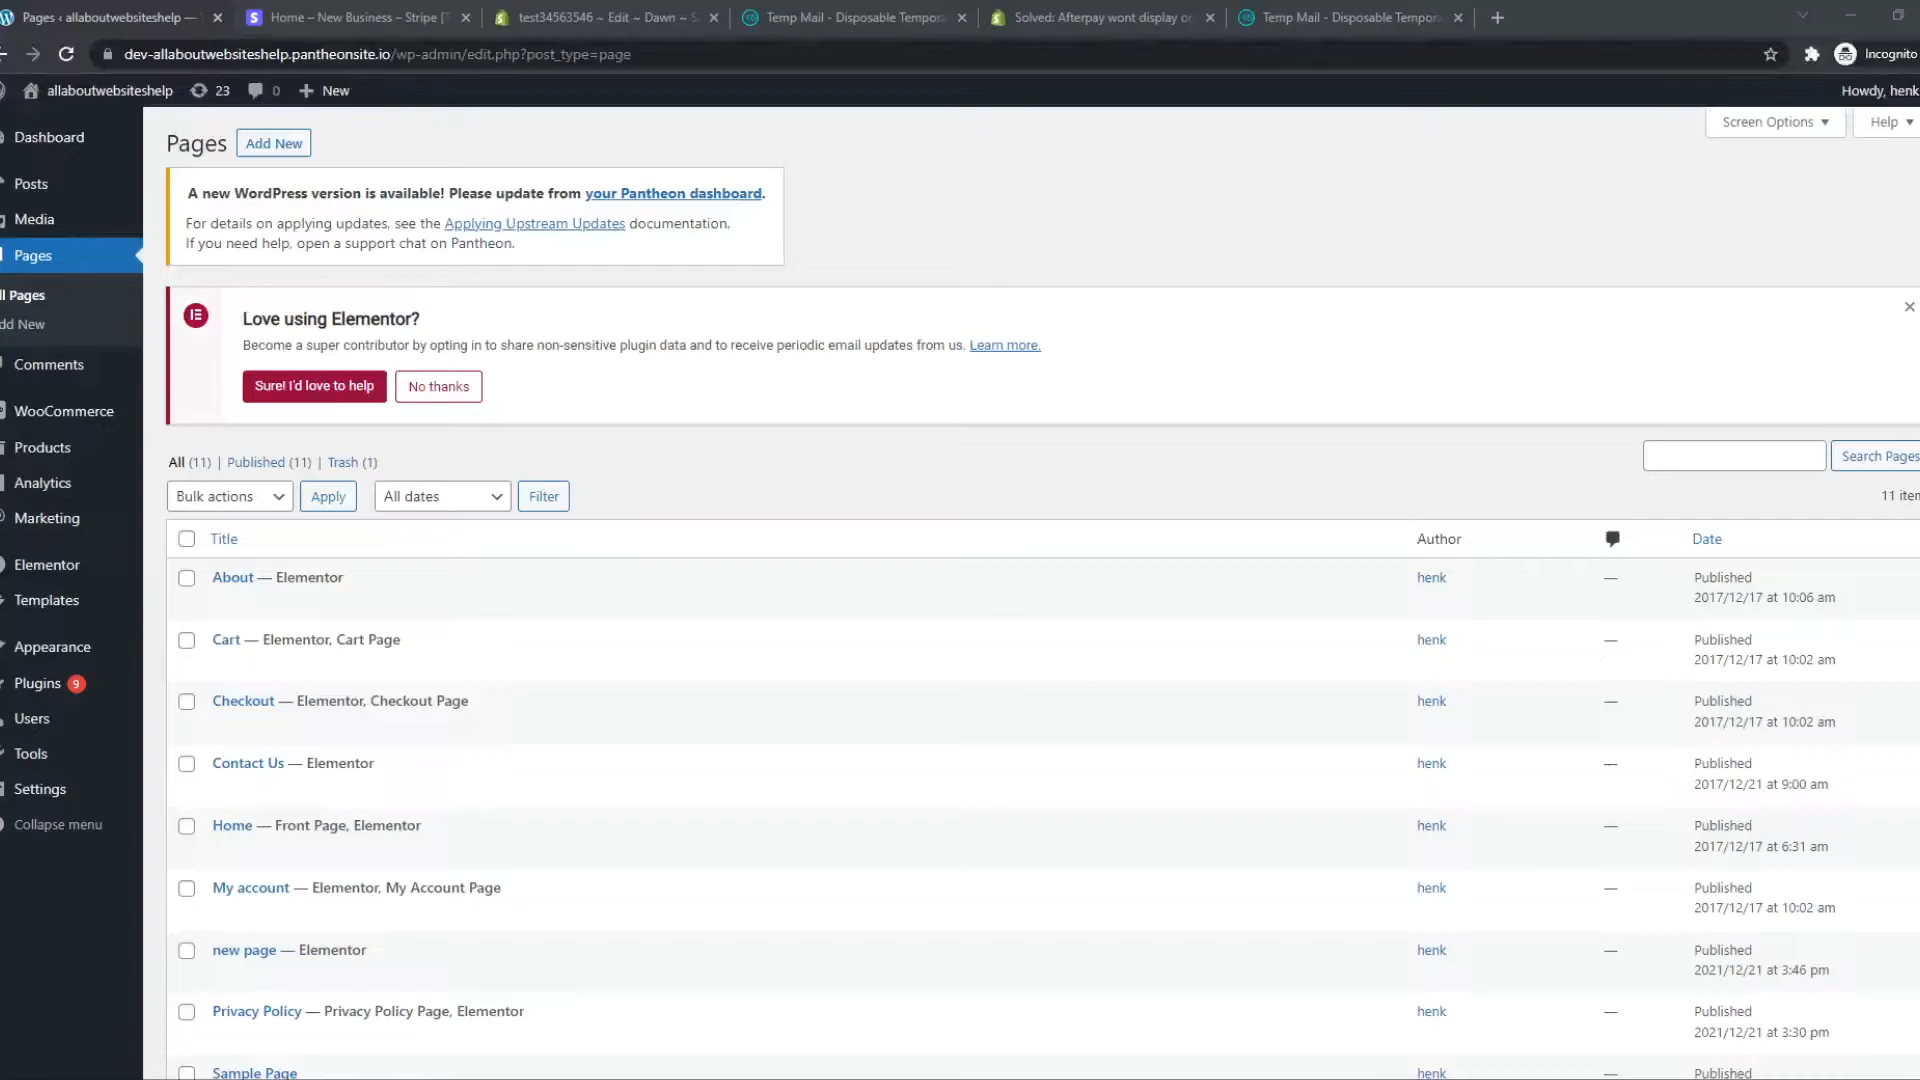 Pages ‹ allaboutwebsiteshelp —
Home – New Business – Stripe [T
test34563546 ~ Edit ~ Dawn ~ S
Temp Mail - Disposable Tempora
Solved: Afterpay wont display on
Temp Mail - Disposable Tempora
dev-allaboutwebsiteshelp.pantheonsite.io/wp-admin/edit.php?post_type=page
Incognito
allaboutwebsiteshelp 23 0 New
Howdy, henk
Dashboard
Posts
Media
Pages
ll Pages
dd New
Comments
WooCommerce
Products
Analytics
Marketing
Elementor
Templates
Appearance
Plugins 9
Users
Tools
Settings
Collapse menu
Screen Options
Help
Pages Add New
A new WordPress version is available! Please update from your Pantheon dashboard.
For details on applying updates, see the Applying Upstream Updates documentation.
If you need help, open a support chat on Pantheon.
Love using Elementor?
Become a super contributor by opting in to share non-sensitive plugin data and to receive periodic email updates from us. Learn more.
Sure! I'd love to help
No thanks
All (11) | Published (11) | Trash (1)
Search Pages
Bulk actions Apply All dates Filter
11 item
Title Author Date
About — Elementor henk — Published
2017/12/17 at 10:06 am
Cart — Elementor, Cart Page henk — Published
2017/12/17 at 10:02 am
Checkout — Elementor, Checkout Page henk — Published
2017/12/17 at 10:02 am
Contact Us — Elementor henk — Published
2017/12/21 at 9:00 am
Home — Front Page, Elementor henk — Published
2017/12/17 at 6:31 am
My account — Elementor, My Account Page henk — Published
2017/12/17 at 10:02 am
new page — Elementor henk — Published
2021/12/21 at 3:46 pm
Privacy Policy — Privacy Policy Page, Elementor henk — Published
2021/12/21 at 3:30 pm
Sample Page henk — Published